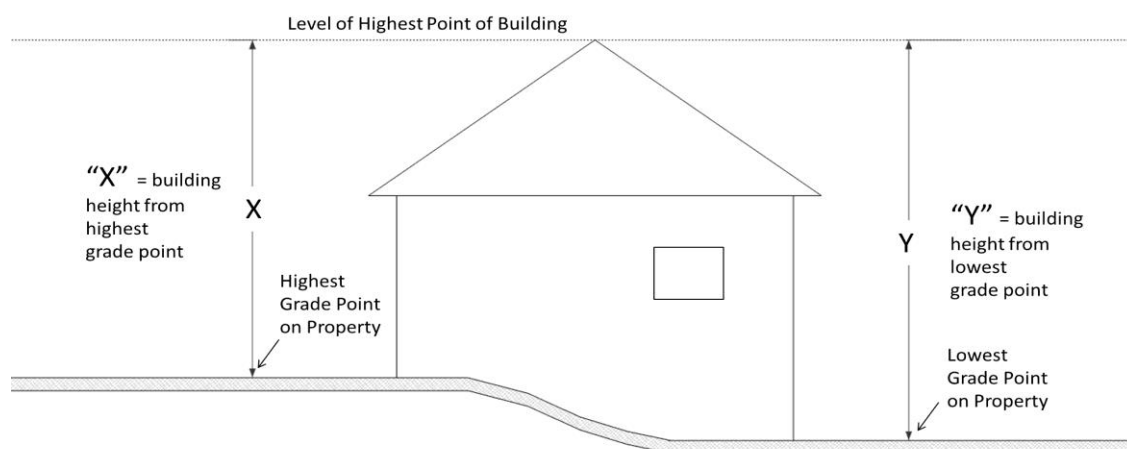 Level of Highest Point of Building
“X” = building
height from
highest
grade point
X
Highest
Grade Point
on Property
Y
“Y” = building
height from
lowest
grade point
Lowest
Grade Point
on Property